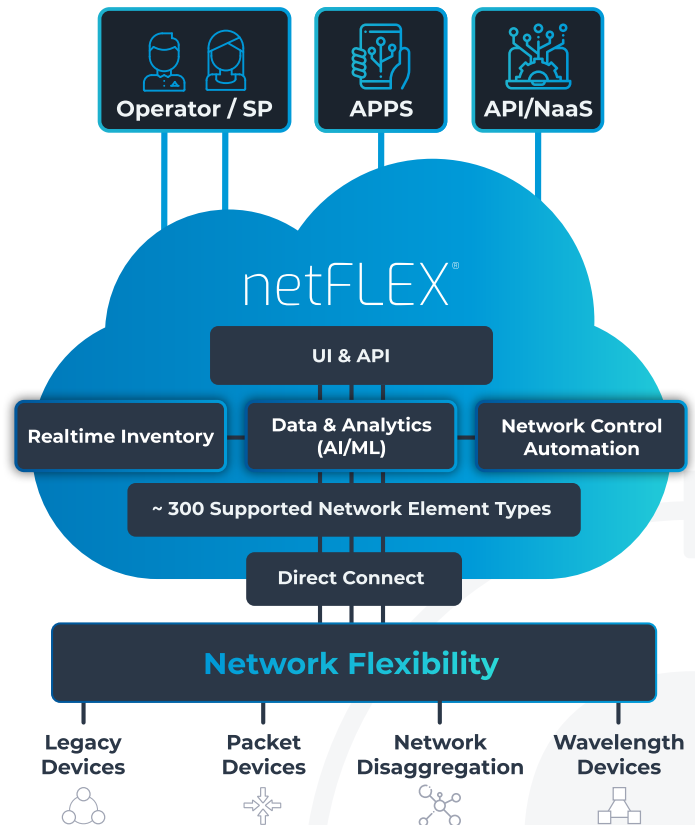 Operator / SP
APPS
API/NaaS
netFLEX®
UI & API
Realtime Inventory
Data & Analytics
(AI/ML)
Network Control
Automation
~ 300 Supported Network Element Types
Direct Connect
Network Flexibility
Legacy
Devices
Packet
Devices
Network
Disaggregation
Wavelength
Devices